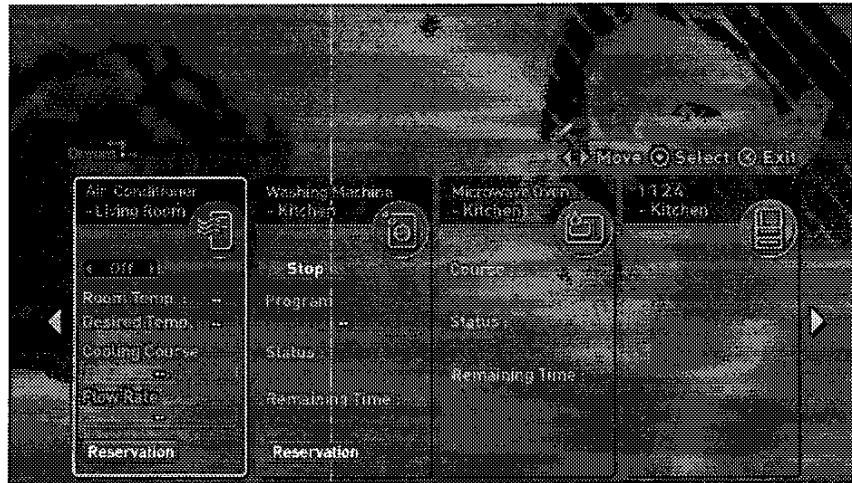 Move Select Exit
Air Conditioner
- Living Room
Off
Room Temp. : --
Desired Temp. --
Cooling Course
--
Flow Rate
--
Reservation
Washing Machine
- Kitchen
Stop
Program
--
Status :
Remaining Time :
Reservation
Microwave Oven
- Kitchen
Course :
Status :
Remaining Time :
1124
- Kitchen